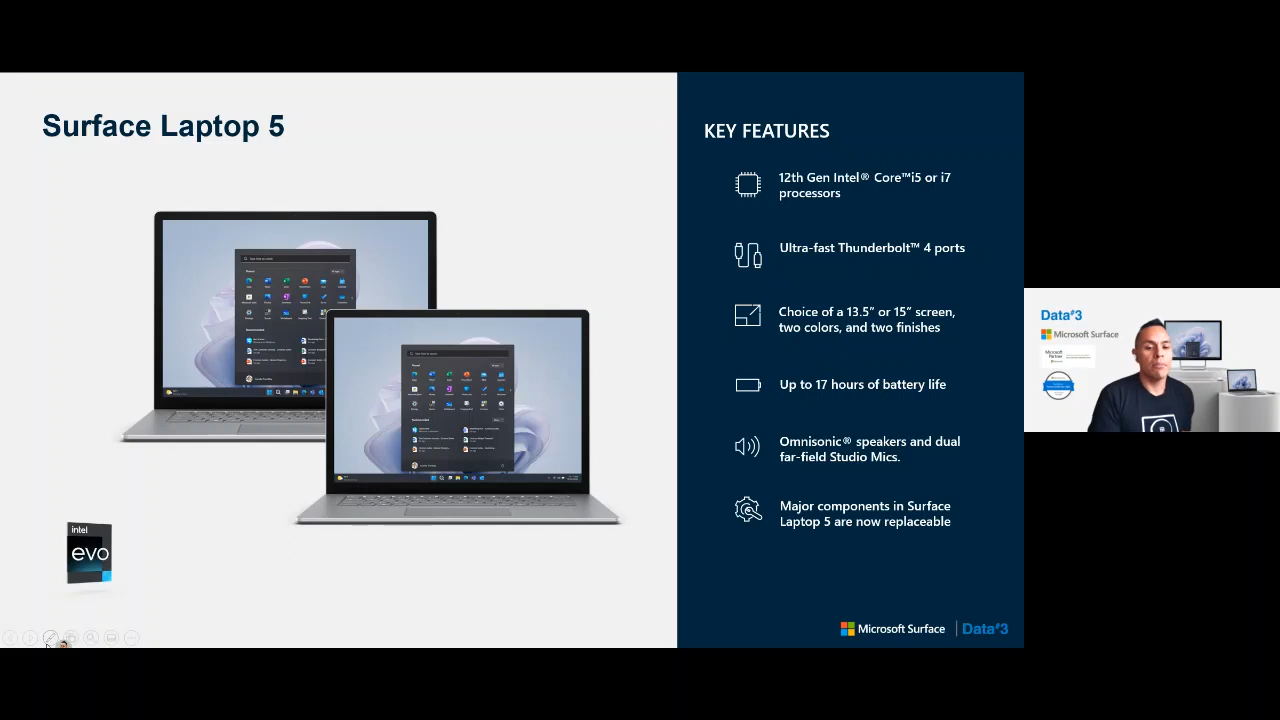 Surface Laptop 5
KEY FEATURES
12th Gen Intel® Core™i5 or i7
processors
Ultra-fast Thunderbolt™ 4 ports
Choice of a 13.5″ or 15″ screen,
two colors, and two finishes
Up to 17 hours of battery life
Omnisonic® speakers and dual
far-field Studio Mics.
Major components in Surface
Laptop 5 are now replaceable
intel
evo
Microsoft Surface
Data#3
Data#3
Microsoft Surface
Microsoft
Partner